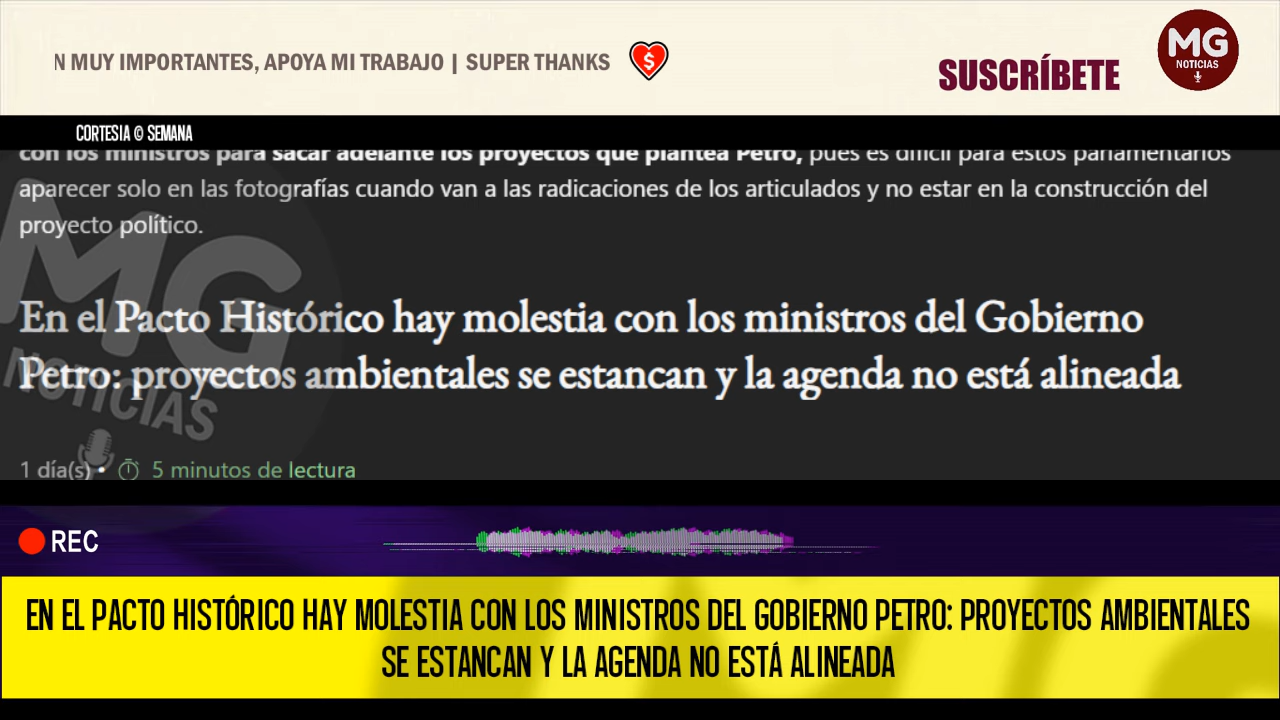 N MUY IMPORTANTES, APOYA MI TRABAJO | SUPER THANKS
SUSCRÍBETE
MG
NOTICIAS
CORTESIA © SEMANA
con los ministros para sacar adelante los proyectos que plantea Petro, pues es difícil para estos parlamentarios
aparecer solo en las fotografías cuando van a las radicaciones de los articulados y no estar en la construcción del
proyecto político.
MG
NOTICIAS
En el Pacto Histórico hay molestia con los ministros del Gobierno
Petro: proyectos ambientales se estancan y la agenda no está alineada
1 día(s) • 5 minutos de lectura
REC
EN EL PACTO HISTÓRICO HAY MOLESTIA CON LOS MINISTROS DEL GOBIERNO PETRO: PROYECTOS AMBIENTALES
SE ESTANCAN Y LA AGENDA NO ESTÁ ALINEADA